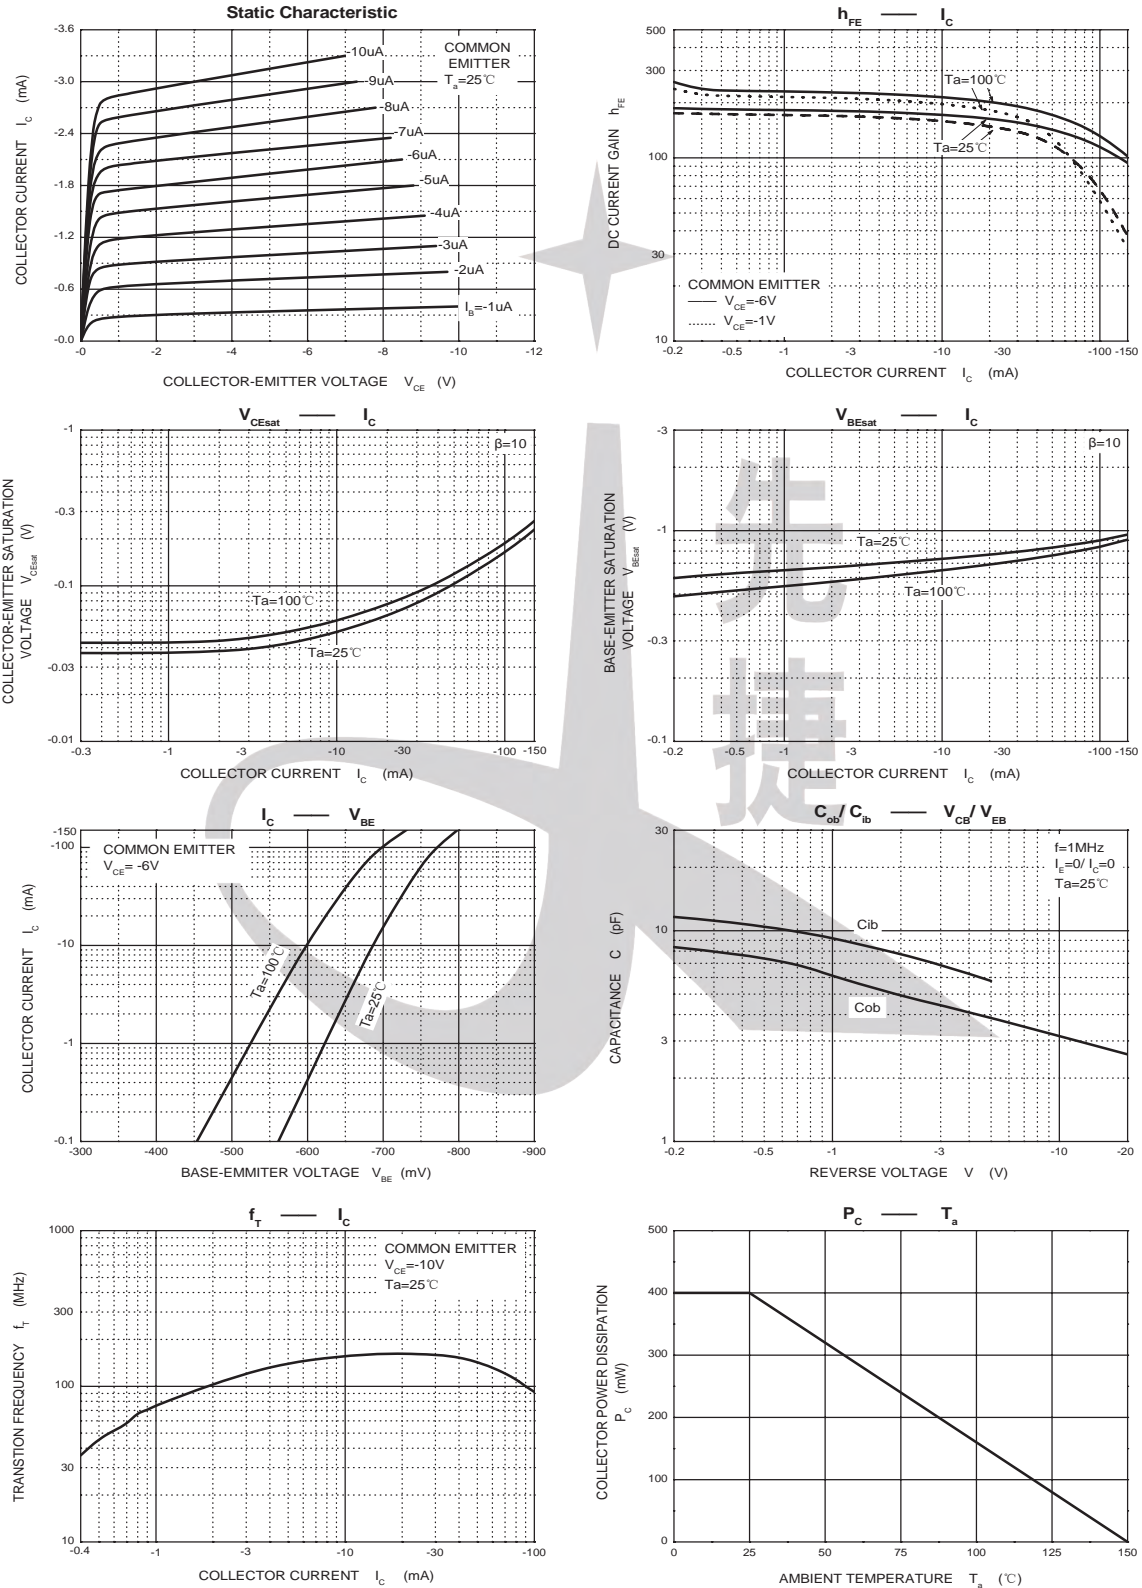 Static Characteristic
COLLECTOR CURRENT I_C (mA)
-3.6
-3.0
-2.4
-1.8
-1.2
-0.6
-0.0
-10uA
-9uA
-8uA
-7uA
-6uA
-5uA
-4uA
-3uA
-2uA
I_B=-1uA
COMMON
EMITTER
T_a=25℃
-0 -2 -4 -6 -8 -10 -12
COLLECTOR-EMITTER VOLTAGE V_CE (V)
h_FE —— I_C
DC CURRENT GAIN h_FE
500
300
100
30
10
Ta=100℃
Ta=25℃
COMMON EMITTER
V_CE=-6V
V_CE=-1V
-0.2 -0.5 -1 -3 -10 -30 -100 -150
COLLECTOR CURRENT I_C (mA)
V_CEsat —— I_C
COLLECTOR-EMITTER SATURATION
VOLTAGE V_CEsat (V)
-1
-0.3
-0.1
-0.03
-0.01
β=10
Ta=100℃
Ta=25℃
-0.3 -1 -3 -10 -30 -100 -150
COLLECTOR CURRENT I_C (mA)
V_BEsat —— I_C
BASE-EMITTER SATURATION
VOLTAGE V_BEsat (V)
-3
-1
-0.3
-0.1
β=10
Ta=25℃
Ta=100℃
-0.2 -0.5 -1 -3 -10 -30 -100 -150
COLLECTOR CURRENT I_C (mA)
先
捷
I_C —— V_BE
COLLECTOR CURRENT I_C (mA)
-150
-100
-10
-1
-0.1
COMMON EMITTER
V_CE= -6V
Ta=100℃
Ta=25℃
-300 -400 -500 -600 -700 -800 -900
BASE-EMMITER VOLTAGE V_BE (mV)
C_ob/ C_ib —— V_CB/ V_EB
CAPACITANCE C (pF)
30
10
3
1
f=1MHz
I_E=0/ I_C=0
Ta=25℃
Cib
Cob
-0.2 -0.5 -1 -3 -10 -20
REVERSE VOLTAGE V (V)
f_T —— I_C
TRANSTION FREQUENCY f_T (MHz)
1000
300
100
30
10
COMMON EMITTER
V_CE=-10V
Ta=25℃
-0.4 -1 -3 -10 -30 -100
COLLECTOR CURRENT I_C (mA)
P_C —— T_a
COLLECTOR POWER DISSIPATION
P_C (mW)
500
400
300
200
100
0
0 25 50 75 100 125 150
AMBIENT TEMPERATURE T_a (℃)